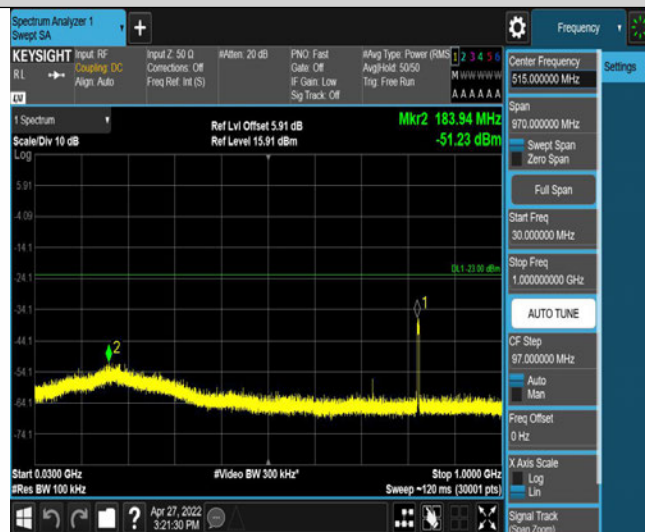 Spectrum Analyzer 1
Swept SA
+
Frequency
KEYSIGHT
RL
LXI
Input: RF
Coupling: DC
Align: Auto
Input Z: 50 Ω
Corrections: Off
Freq Ref: Int (S)
#Atten: 20 dB
PNO: Fast
Gate: Off
IF Gain: Low
Sig Track: Off
#Avg Type: Power (RMS
Avg|Hold: 50/50
Trig: Free Run
1 2 3 4 5 6
M W W W W W
A A A A A A
1 Spectrum
Scale/Div 10 dB
Ref Lvl Offset 5.91 dB
Ref Level 15.91 dBm
Mkr2 183.94 MHz
-51.23 dBm
Log
5.91
-4.09
-14.1
-24.1
-34.1
-44.1
-54.1
-64.1
-74.1
DL1 -23.00 dBm
1
2
Start 0.0300 GHz
#Res BW 100 kHz
#Video BW 300 kHz*
Stop 1.0000 GHz
Sweep ~120 ms (30001 pts)
Apr 27, 2022
3:21:30 PM
Center Frequency
515.000000 MHz
Settings
Span
970.000000 MHz
Swept Span
Zero Span
Full Span
Start Freq
30.000000 MHz
Stop Freq
1.000000000 GHz
AUTO TUNE
CF Step
97.000000 MHz
Auto
Man
Freq Offset
0 Hz
X Axis Scale
Log
Lin
Signal Track
(Span Zoom)